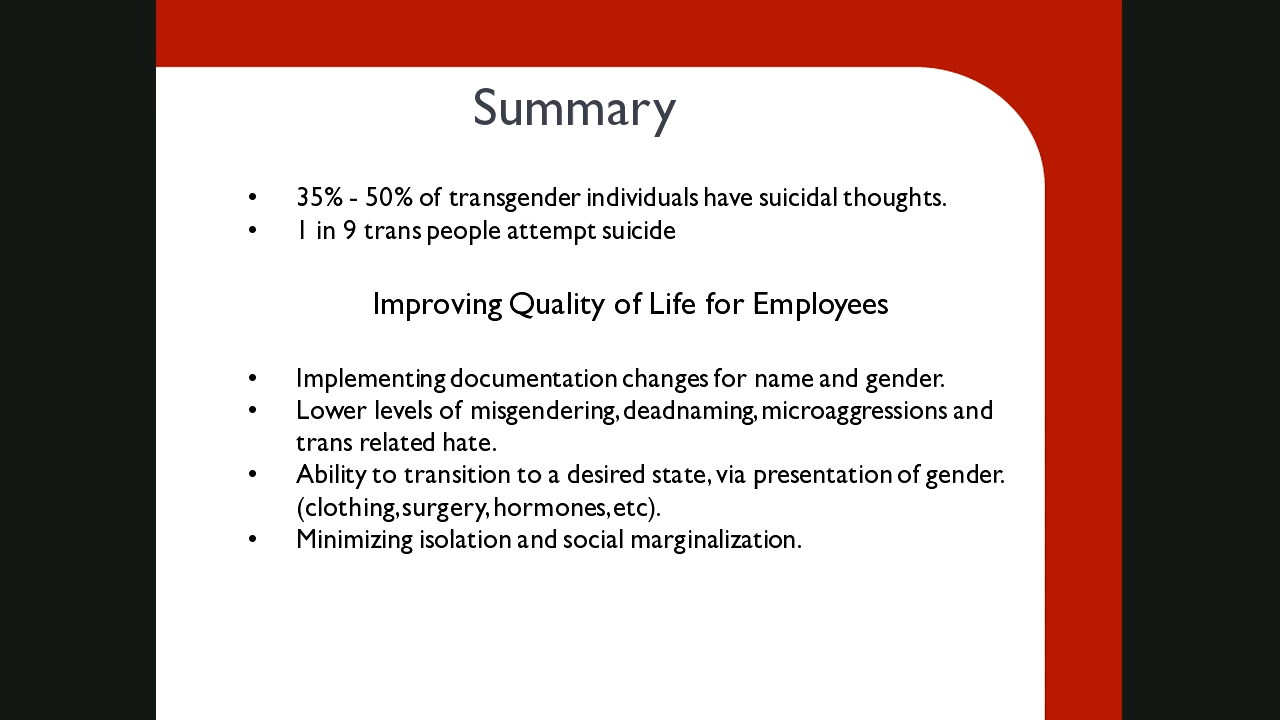 Summary
• 35% - 50% of transgender individuals have suicidal thoughts.
• 1 in 9 trans people attempt suicide
Improving Quality of Life for Employees
• Implementing documentation changes for name and gender.
• Lower levels of misgendering, deadnaming, microaggressions and
trans related hate.
• Ability to transition to a desired state, via presentation of gender.
(clothing, surgery, hormones, etc).
• Minimizing isolation and social marginalization.